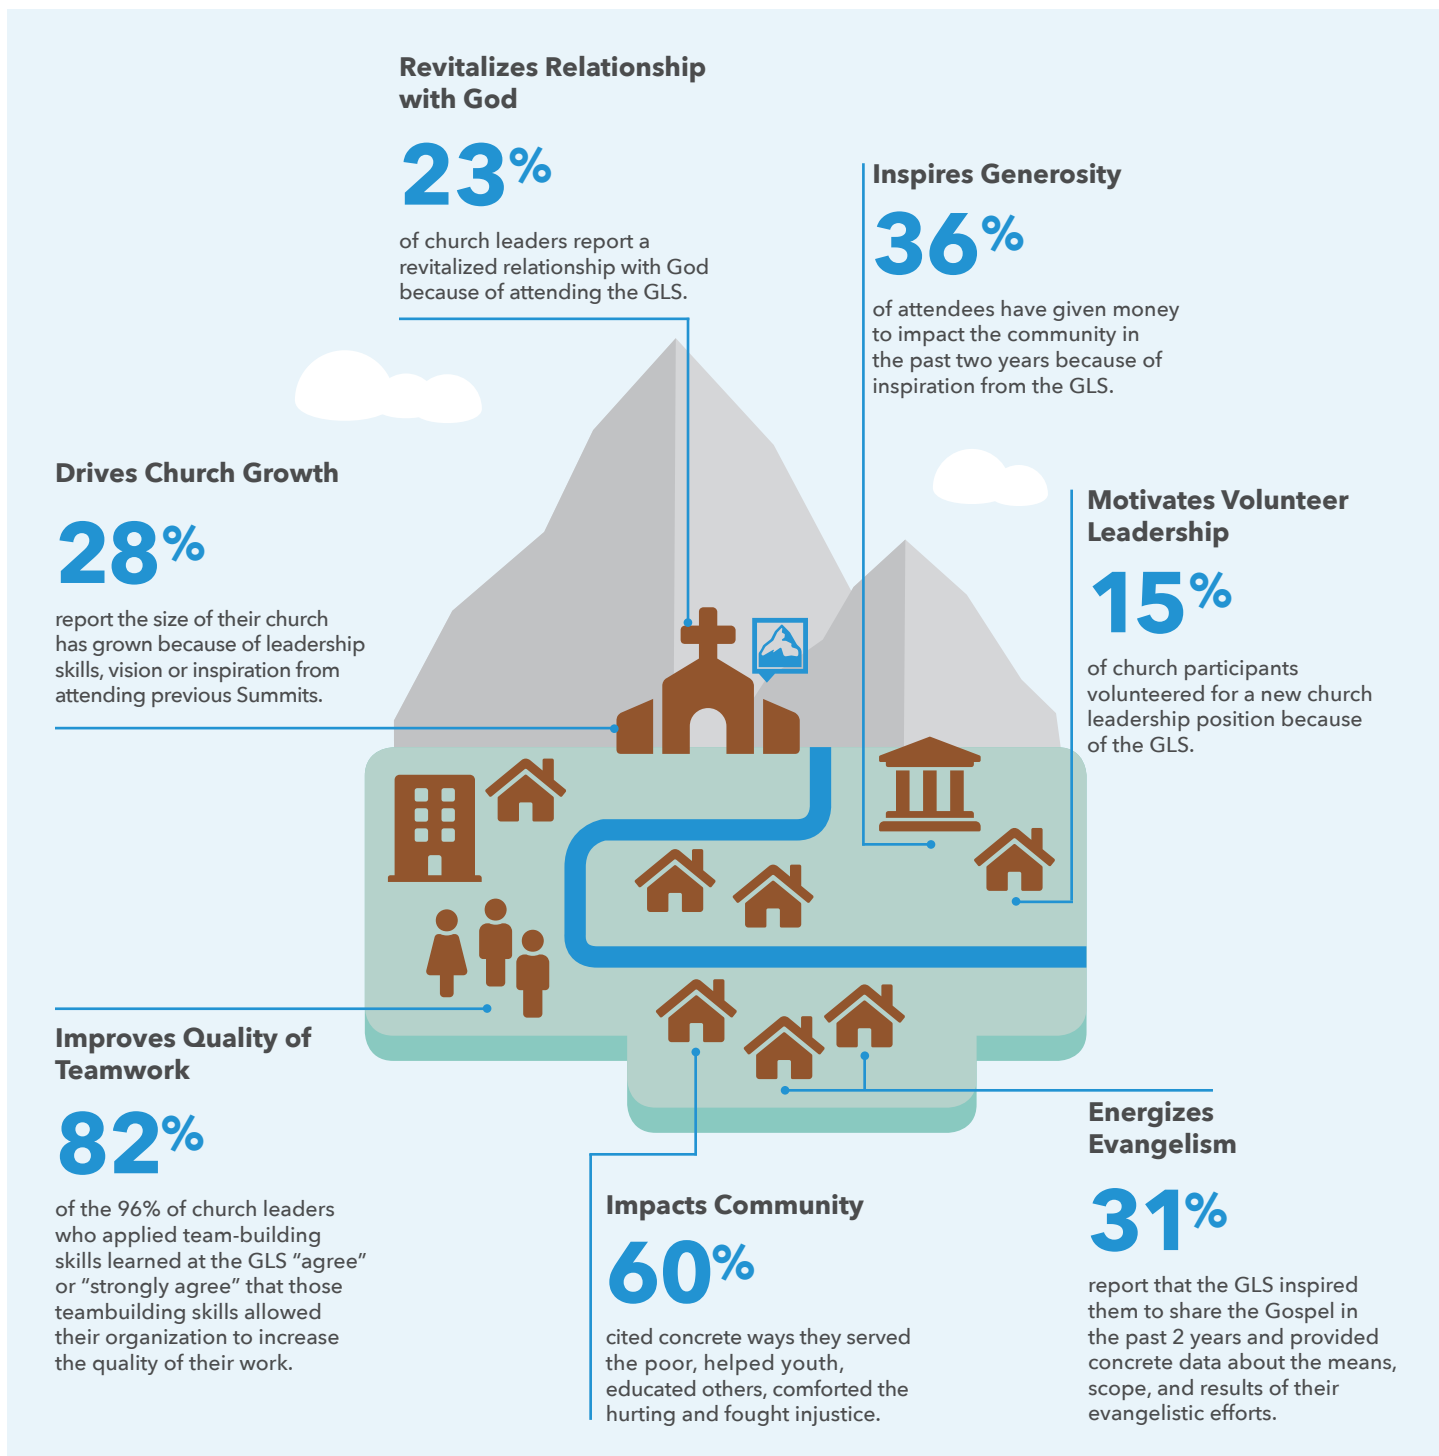 Revitalizes Relationship
with God
23%
of church leaders report a
revitalized relationship with God
because of attending the GLS.
Inspires Generosity
36%
of attendees have given money
to impact the community in
the past two years because of
inspiration from the GLS.
Drives Church Growth
28%
report the size of their church
has grown because of leadership
skills, vision or inspiration from
attending previous Summits.
Motivates Volunteer
Leadership
15%
of church participants
volunteered for a new church
leadership position because
of the GLS.
Improves Quality of
Teamwork
82%
of the 96% of church leaders
who applied team-building
skills learned at the GLS “agree”
or “strongly agree” that those
teambuilding skills allowed
their organization to increase
the quality of their work.
Impacts Community
60%
cited concrete ways they served
the poor, helped youth,
educated others, comforted the
hurting and fought injustice.
Energizes
Evangelism
31%
report that the GLS inspired
them to share the Gospel in
the past 2 years and provided
concrete data about the means,
scope, and results of their
evangelistic efforts.